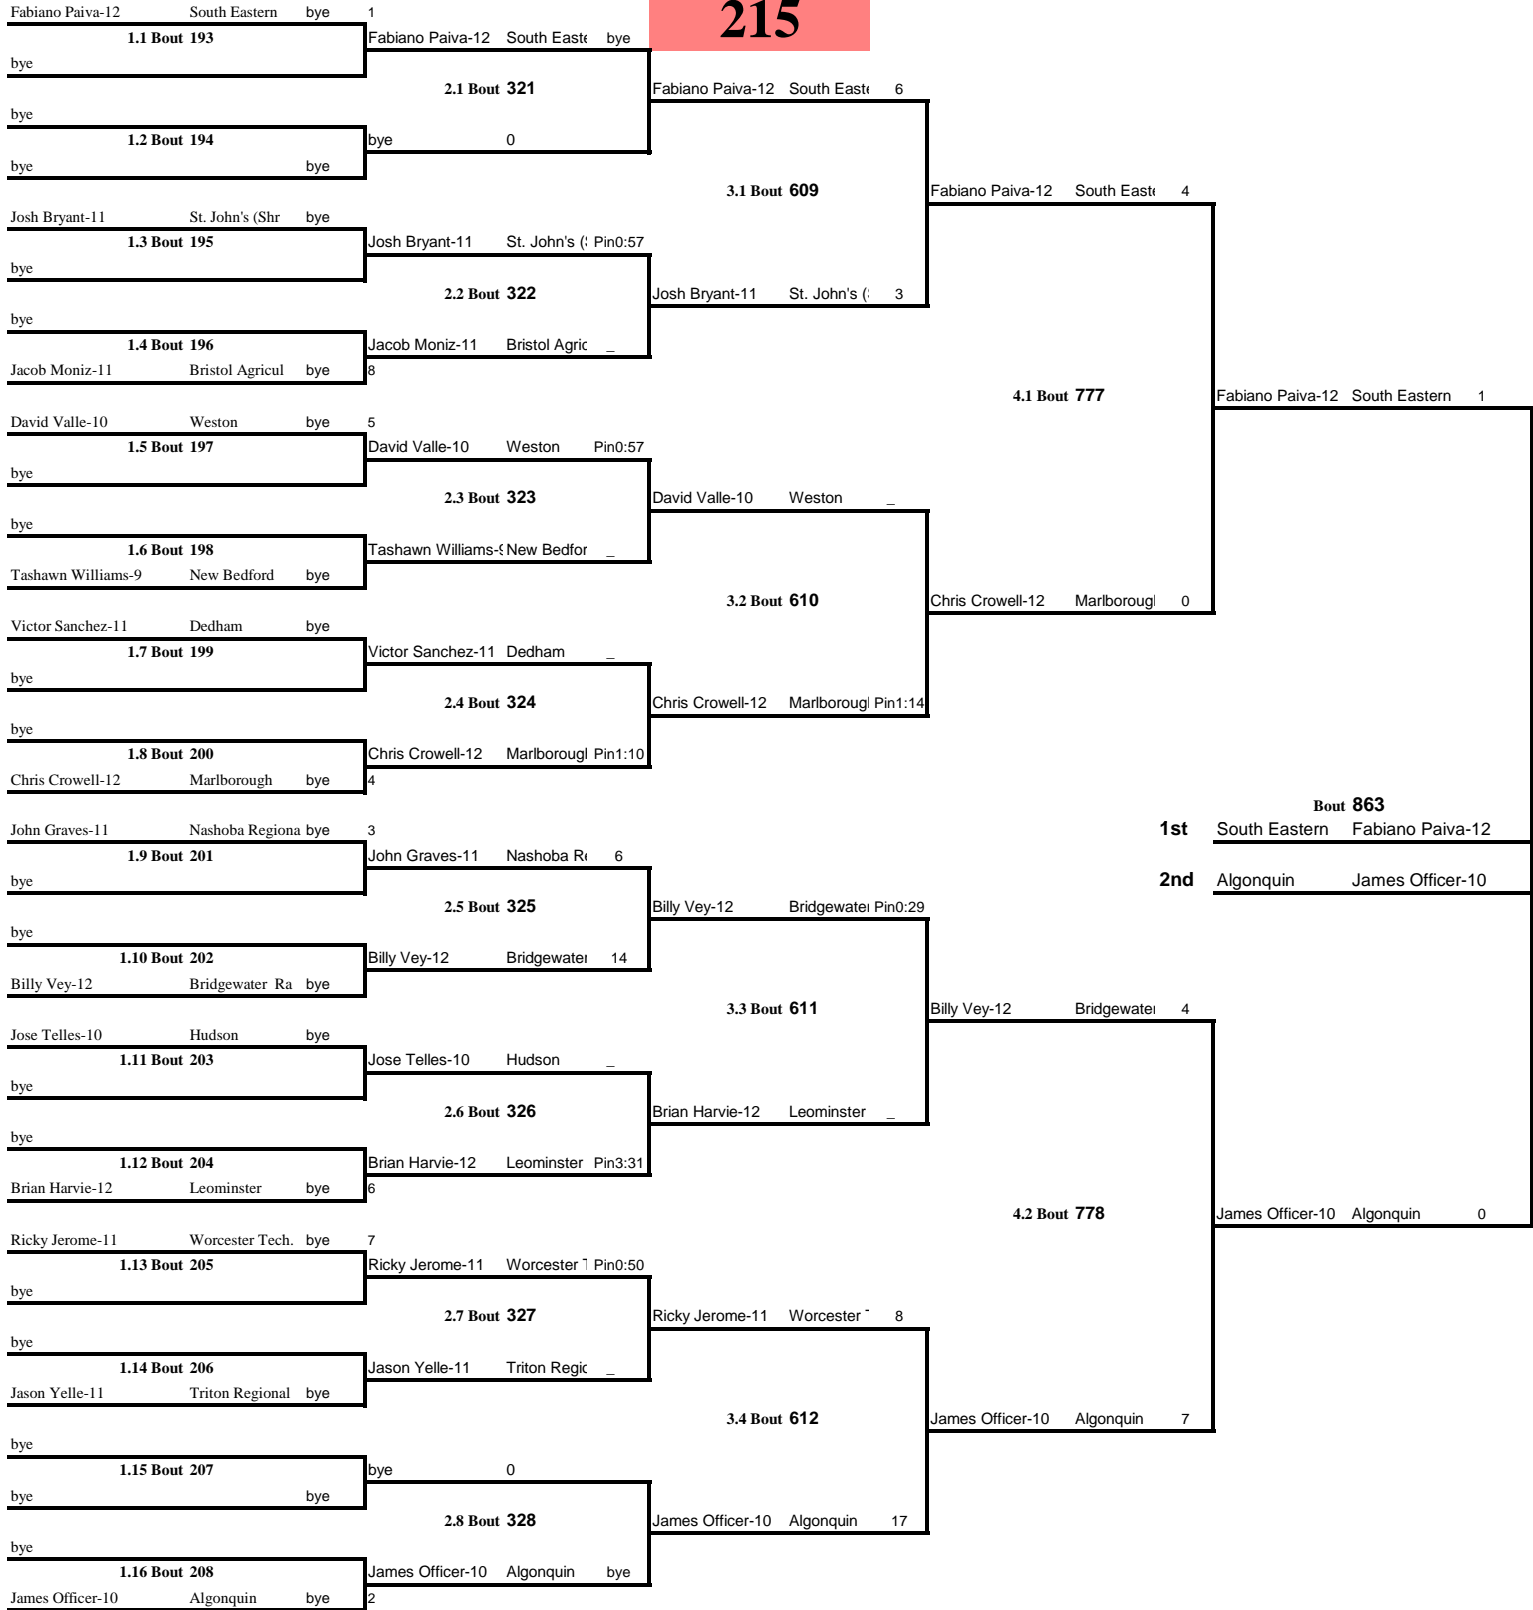 215
Fabiano Paiva-12 South Eastern bye 1
1.1 Bout 193 Fabiano Paiva-12 South Easte bye
bye
2.1 Bout 321 Fabiano Paiva-12 South Easte 6
bye
1.2 Bout 194 bye 0
bye bye
3.1 Bout 609 Fabiano Paiva-12 South Easte 4
Josh Bryant-11 St. John's (Shr bye
1.3 Bout 195 Josh Bryant-11 St. John's (S Pin0:57
bye
2.2 Bout 322 Josh Bryant-11 St. John's (S 3
bye
1.4 Bout 196 Jacob Moniz-11 Bristol Agric _
Jacob Moniz-11 Bristol Agricul bye 8
4.1 Bout 777 Fabiano Paiva-12 South Eastern 1
David Valle-10 Weston bye 5
1.5 Bout 197 David Valle-10 Weston Pin0:57
bye
2.3 Bout 323 David Valle-10 Weston _
bye
1.6 Bout 198 Tashawn Williams-9 New Bedfor _
Tashawn Williams-9 New Bedford bye
3.2 Bout 610 Chris Crowell-12 Marlboroug 0
Victor Sanchez-11 Dedham bye
1.7 Bout 199 Victor Sanchez-11 Dedham _
bye
2.4 Bout 324 Chris Crowell-12 Marlboroug Pin1:14
bye
1.8 Bout 200 Chris Crowell-12 Marlboroug Pin1:10
Chris Crowell-12 Marlborough bye 4
Bout 863
John Graves-11 Nashoba Regiona bye 3 1st South Eastern Fabiano Paiva-12
1.9 Bout 201 John Graves-11 Nashoba Re 6
bye 2nd Algonquin James Officer-10
2.5 Bout 325 Billy Vey-12 Bridgewater Pin0:29
bye
1.10 Bout 202 Billy Vey-12 Bridgewater 14
Billy Vey-12 Bridgewater Ra bye
3.3 Bout 611 Billy Vey-12 Bridgewater 4
Jose Telles-10 Hudson bye
1.11 Bout 203 Jose Telles-10 Hudson _
bye
2.6 Bout 326 Brian Harvie-12 Leominster _
bye
1.12 Bout 204 Brian Harvie-12 Leominster Pin3:31
Brian Harvie-12 Leominster bye 6
4.2 Bout 778 James Officer-10 Algonquin 0
Ricky Jerome-11 Worcester Tech. bye 7
1.13 Bout 205 Ricky Jerome-11 Worcester T Pin0:50
bye
2.7 Bout 327 Ricky Jerome-11 Worcester T 8
bye
1.14 Bout 206 Jason Yelle-11 Triton Regio _
Jason Yelle-11 Triton Regional bye
3.4 Bout 612 James Officer-10 Algonquin 7
bye
1.15 Bout 207 bye 0
bye bye
2.8 Bout 328 James Officer-10 Algonquin 17
bye
1.16 Bout 208 James Officer-10 Algonquin bye
James Officer-10 Algonquin bye 2